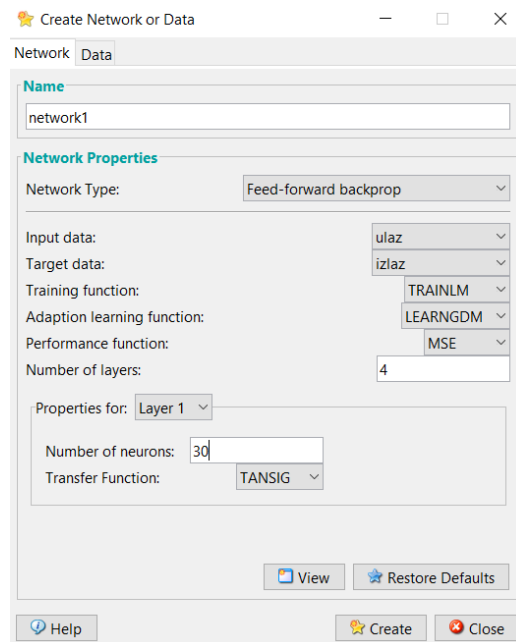 Create Network or Data
Network Data
Name
network1
Network Properties
Network Type: Feed-forward backprop
Input data: ulaz
Target data: izlaz
Training function: TRAINLM
Adaption learning function: LEARNGDM
Performance function: MSE
Number of layers: 4
Properties for: Layer 1
Number of neurons: 30
Transfer Function: TANSIG
View Restore Defaults
Help Create Close